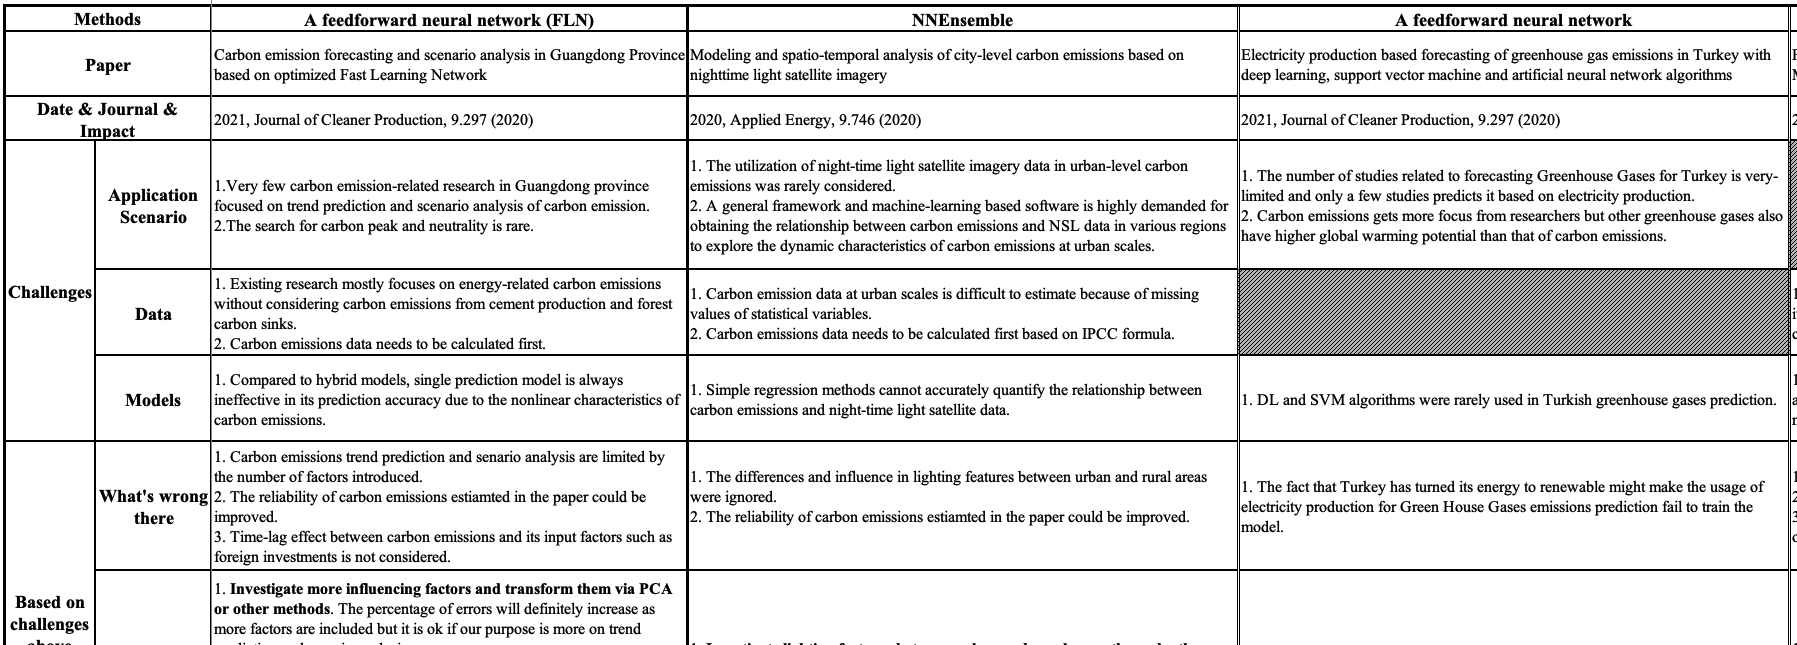 Methods
A feedforward neural network (FLN)
NNEnsemble
A feedforward neural network
Paper
Carbon emission forecasting and scenario analysis in Guangdong Province
based on optimized Fast Learning Network
Modeling and spatio-temporal analysis of city-level carbon emissions based on
nighttime light satellite imagery
Electricity production based forecasting of greenhouse gas emissions in Turkey with
deep learning, support vector machine and artificial neural network algorithms
Date & Journal &
Impact
2021, Journal of Cleaner Production, 9.297 (2020)
2020, Applied Energy, 9.746 (2020)
2021, Journal of Cleaner Production, 9.297 (2020)
Challenges
Application
Scenario
1.Very few carbon emission-related research in Guangdong province
focused on trend prediction and scenario analysis of carbon emission.
2.The search for carbon peak and neutrality is rare.
1. The utilization of night-time light satellite imagery data in urban-level carbon
emissions was rarely considered.
2. A general framework and machine-learning based software is highly demanded for
obtaining the relationship between carbon emissions and NSL data in various regions
to explore the dynamic characteristics of carbon emissions at urban scales.
1. The number of studies related to forecasting Greenhouse Gases for Turkey is very-
limited and only a few studies predicts it based on electricity production.
2. Carbon emissions gets more focus from researchers but other greenhouse gases also
have higher global warming potential than that of carbon emissions.
Data
1. Existing research mostly focuses on energy-related carbon emissions
without considering carbon emissions from cement production and forest
carbon sinks.
2. Carbon emissions data needs to be calculated first.
1. Carbon emission data at urban scales is difficult to estimate because of missing
values of statistical variables.
2. Carbon emissions data needs to be calculated first based on IPCC formula.
Models
1. Compared to hybrid models, single prediction model is always
ineffective in its prediction accuracy due to the nonlinear characteristics of
carbon emissions.
1. Simple regression methods cannot accurately quantify the relationship between
carbon emissions and night-time light satellite data.
1. DL and SVM algorithms were rarely used in Turkish greenhouse gases prediction.
Based on
challenges
above
What's wrong
there
1. Carbon emissions trend prediction and senario analysis are limited by
the number of factors introduced.
2. The reliability of carbon emissions estiamted in the paper could be
improved.
3. Time-lag effect between carbon emissions and its input factors such as
foreign investments is not considered.
1. The differences and influence in lighting features between urban and rural areas
were ignored.
2. The reliability of carbon emissions estiamted in the paper could be improved.
1. The fact that Turkey has turned its energy to renewable might make the usage of
electricity production for Green House Gases emissions prediction fail to train the
model.
1. Investigate more influencing factors and transform them via PCA
or other methods. The percentage of errors will definitely increase as
more factors are included but it is ok if our purpose is more on trend